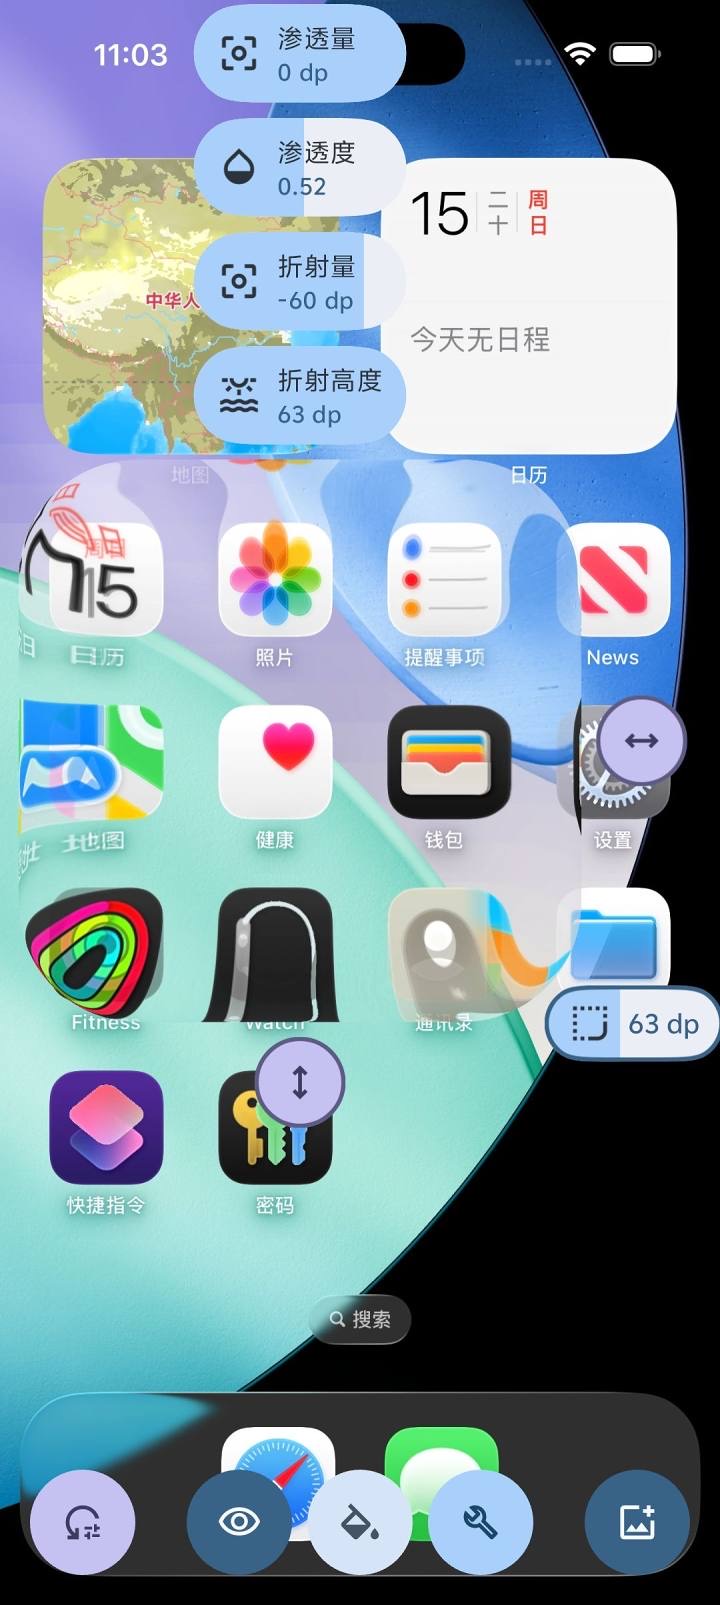 11:03
渗透量
0 dp
渗透度
0.52
折射量
-60 dp
折射高度
63 dp
中华人
15
二十
周日
今天无日程
地图
日历
周日
15
日历
照片
提醒事项
News
地图
健康
钱包
设置
Fitness
Watch
通讯录
63 dp
快捷指令
密码
搜索